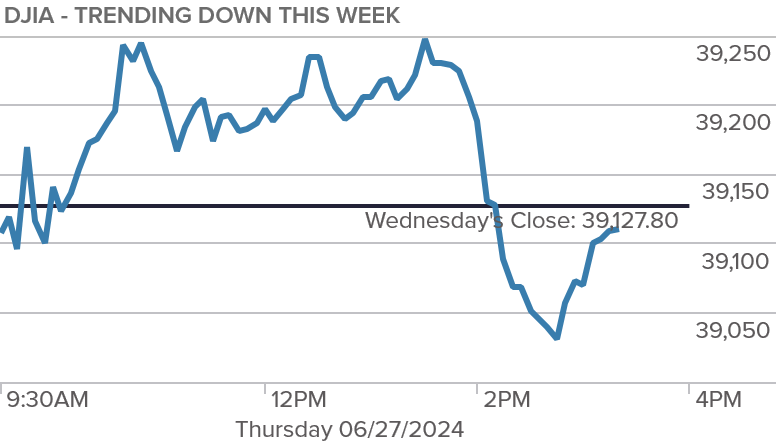 DJIA - TRENDING DOWN THIS WEEK
39,250
39,200
39,150
Wednesday's Close: 39,127.80
39,100
39,050
9:30AM 12PM 2PM 4PM
Thursday 06/27/2024